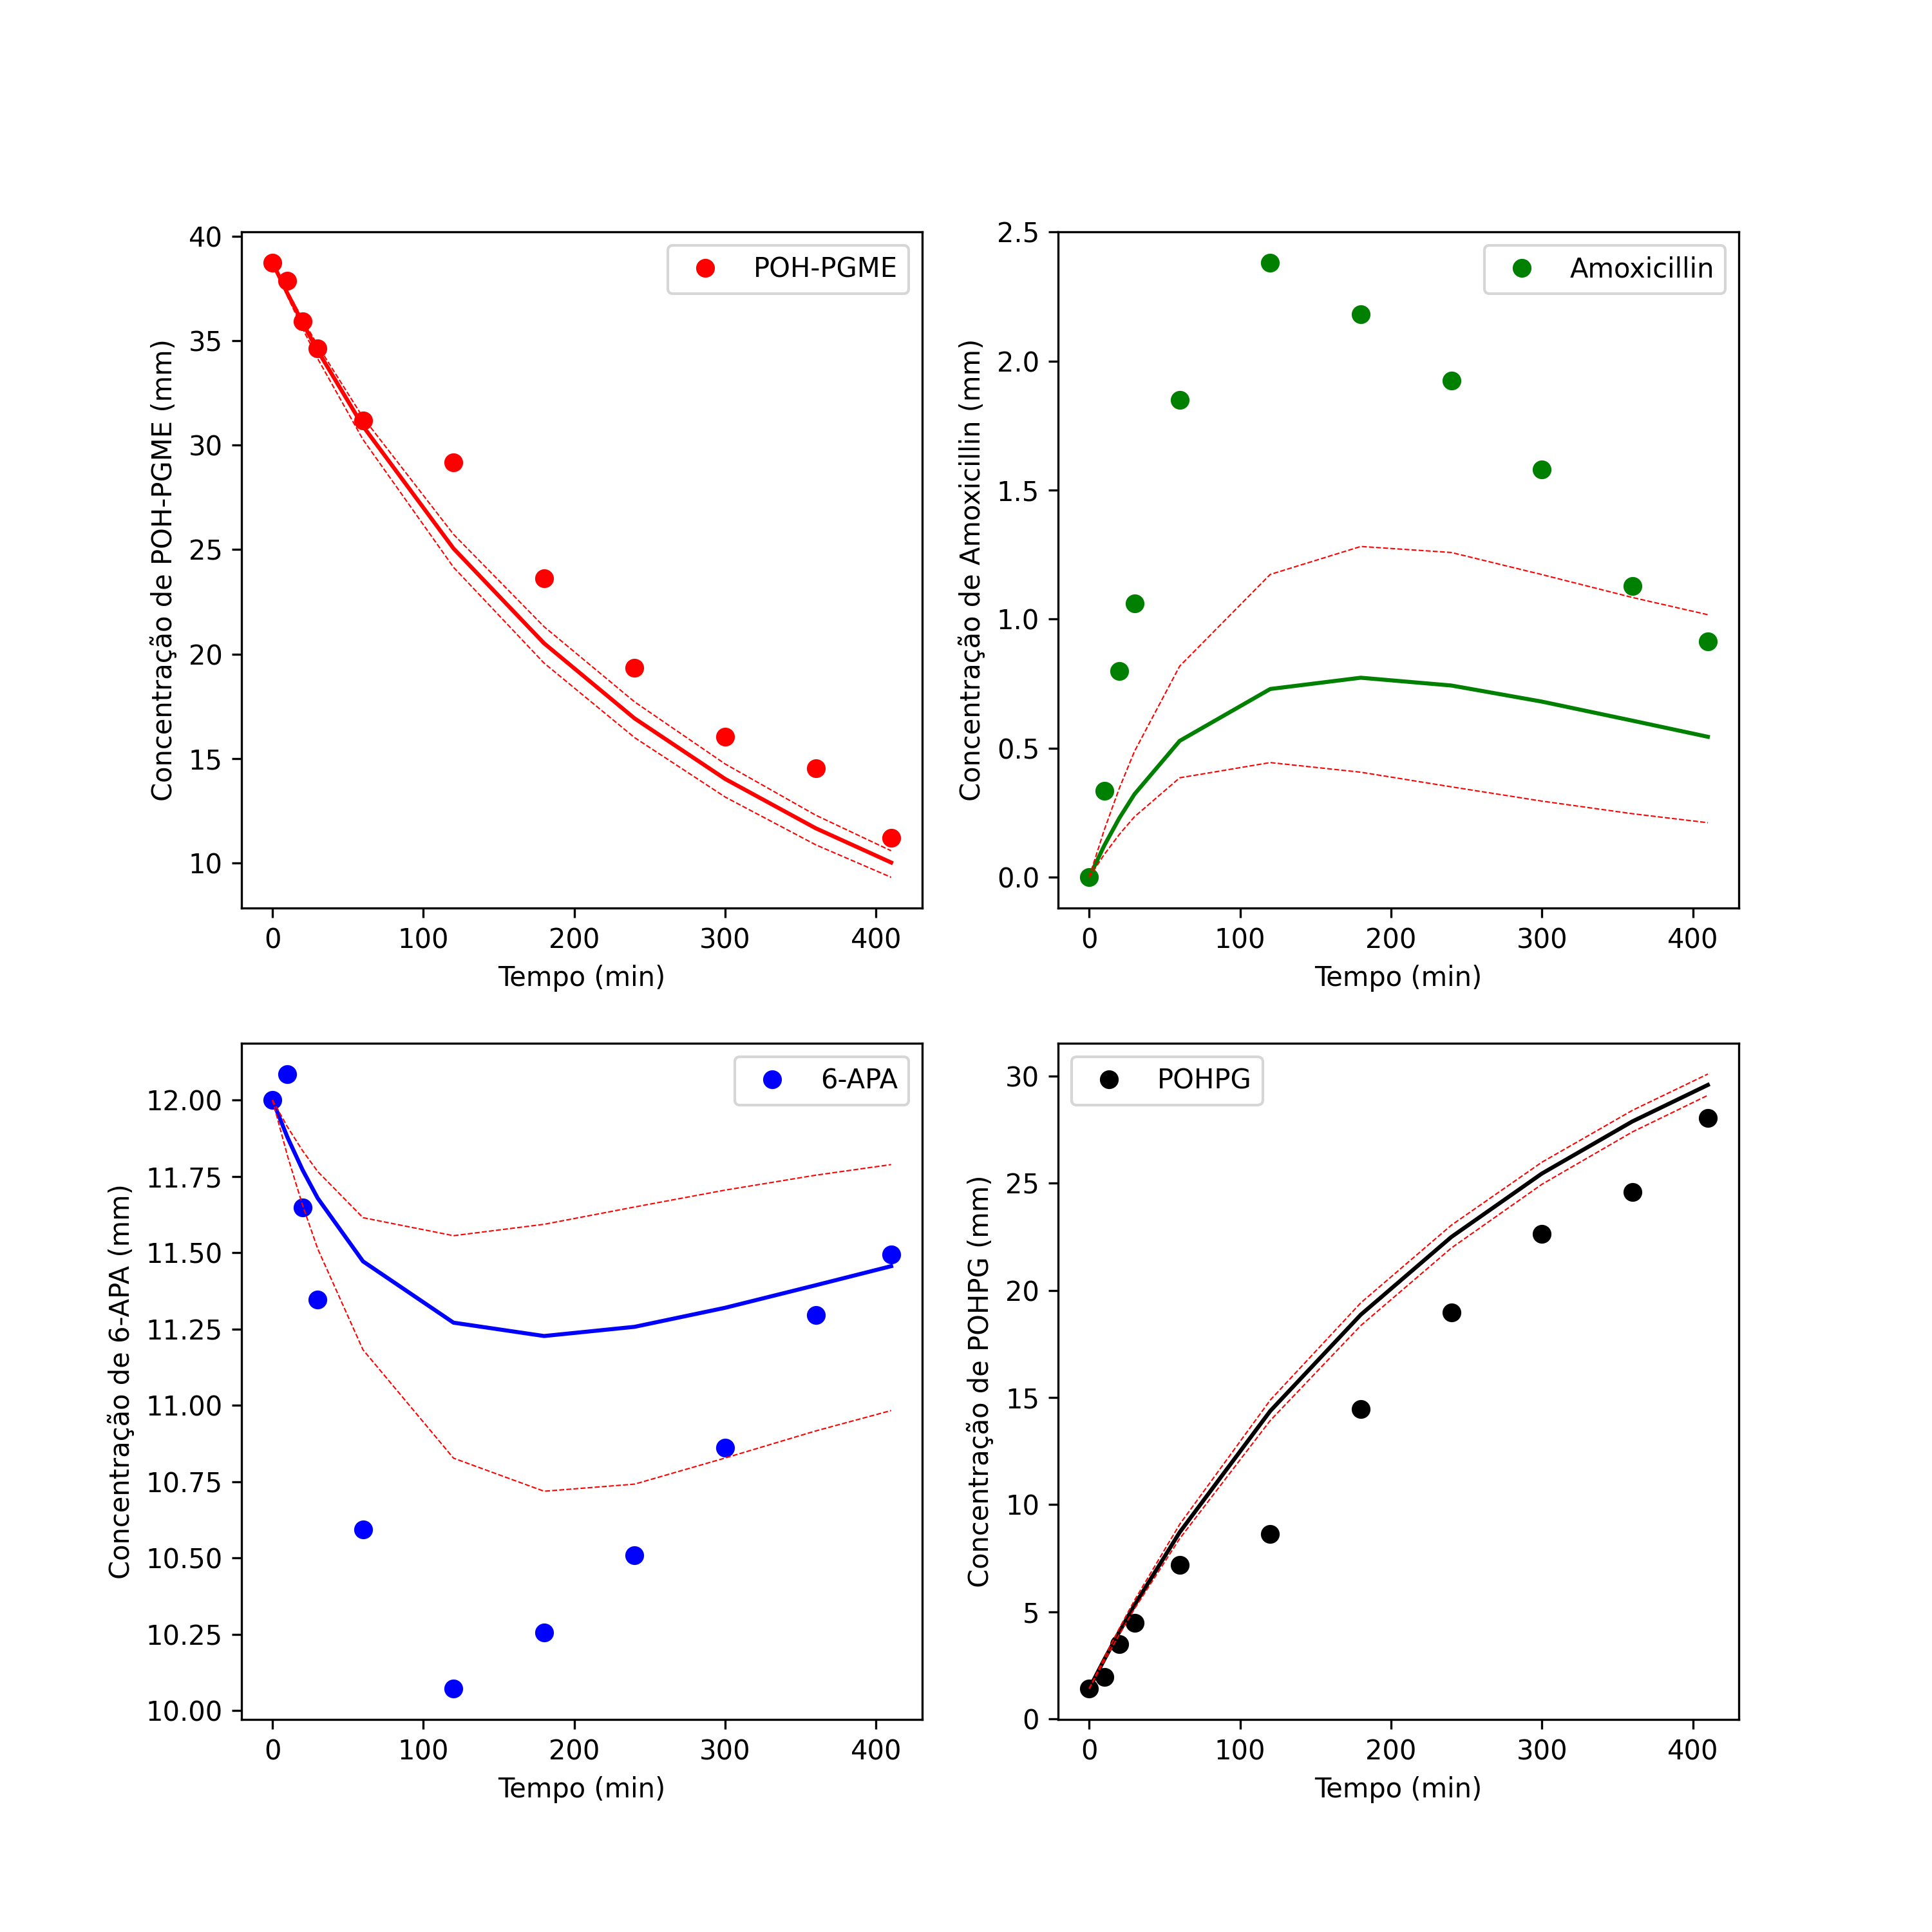 POH-PGME
Concentração de POH-PGME (mm)
40
35
30
25
20
15
10
0 100 200 300 400
Tempo (min)
Amoxicillin
Concentração de Amoxicillin (mm)
2.5
2.0
1.5
1.0
0.5
0.0
0 100 200 300 400
Tempo (min)
6-APA
Concentração de 6-APA (mm)
12.00
11.75
11.50
11.25
11.00
10.75
10.50
10.25
10.00
0 100 200 300 400
Tempo (min)
POHPG
Concentração de POHPG (mm)
30
25
20
15
10
5
0
0 100 200 300 400
Tempo (min)